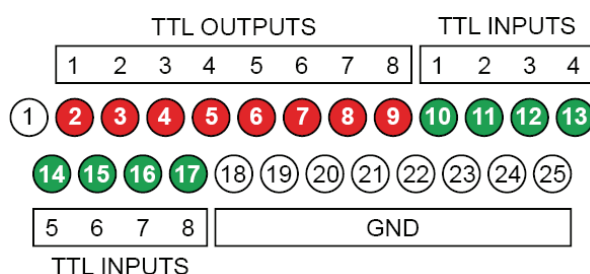 TTL OUTPUTS TTL INPUTS
1 2 3 4 5 6 7 8 1 2 3 4
1 2 3 4 5 6 7 8 9 10 11 12 13
14 15 16 17 18 19 20 21 22 23 24 25
5 6 7 8 GND
TTL INPUTS